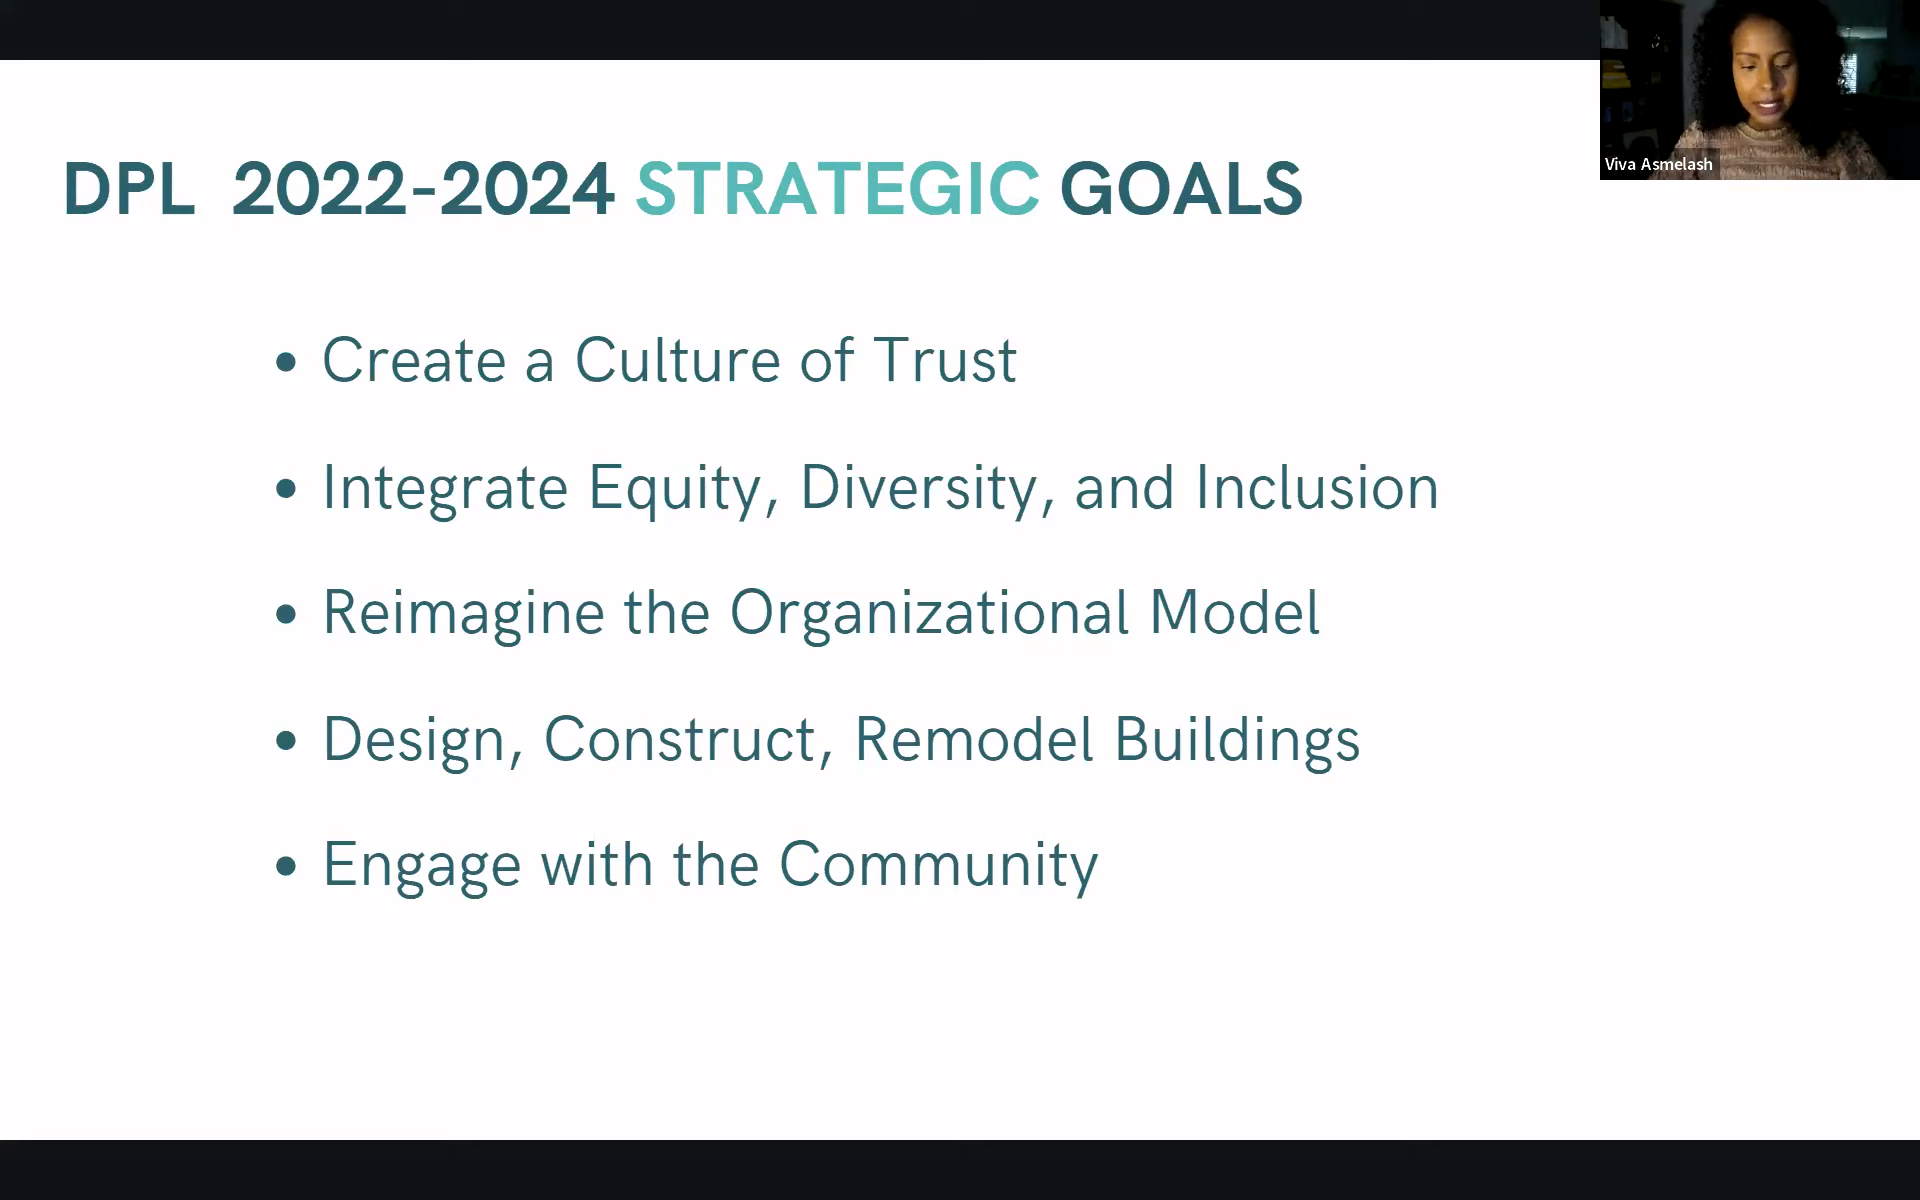 DPL 2022-2024 STRATEGIC GOALS
• Create a Culture of Trust
• Integrate Equity, Diversity, and Inclusion
• Reimagine the Organizational Model
• Design, Construct, Remodel Buildings
• Engage with the Community
Viva Asmelash